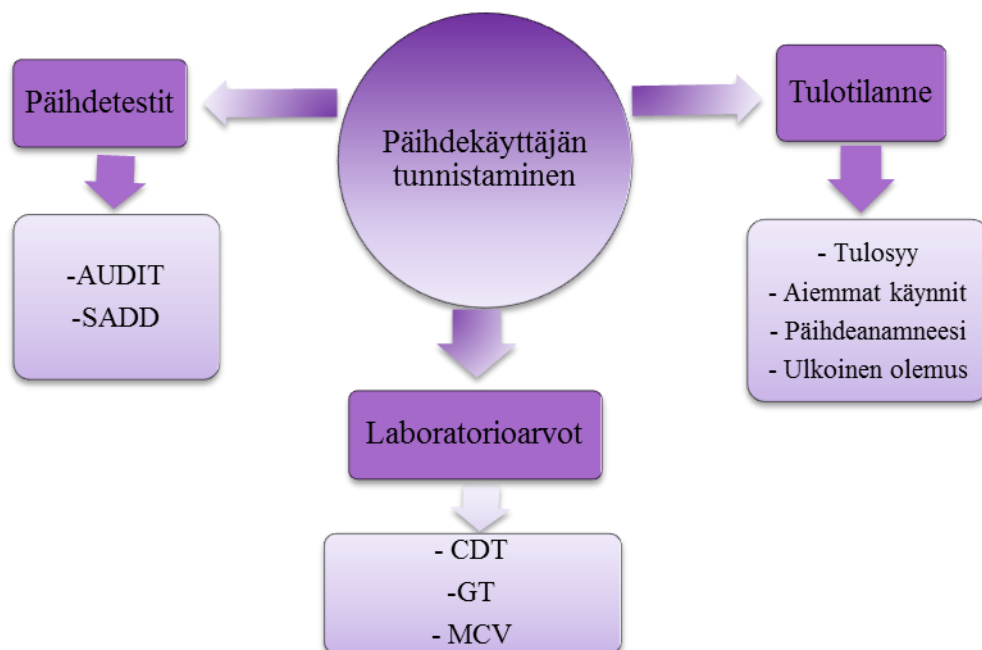 Päihdekäyttäjän
tunnistaminen
Päihdetestit
-AUDIT
-SADD
Laboratorioarvot
- CDT
-GT
- MCV
Tulotilanne
- Tulosyy
- Aiemmat käynnit
- Päihdeanamneesi
- Ulkoinen olemus